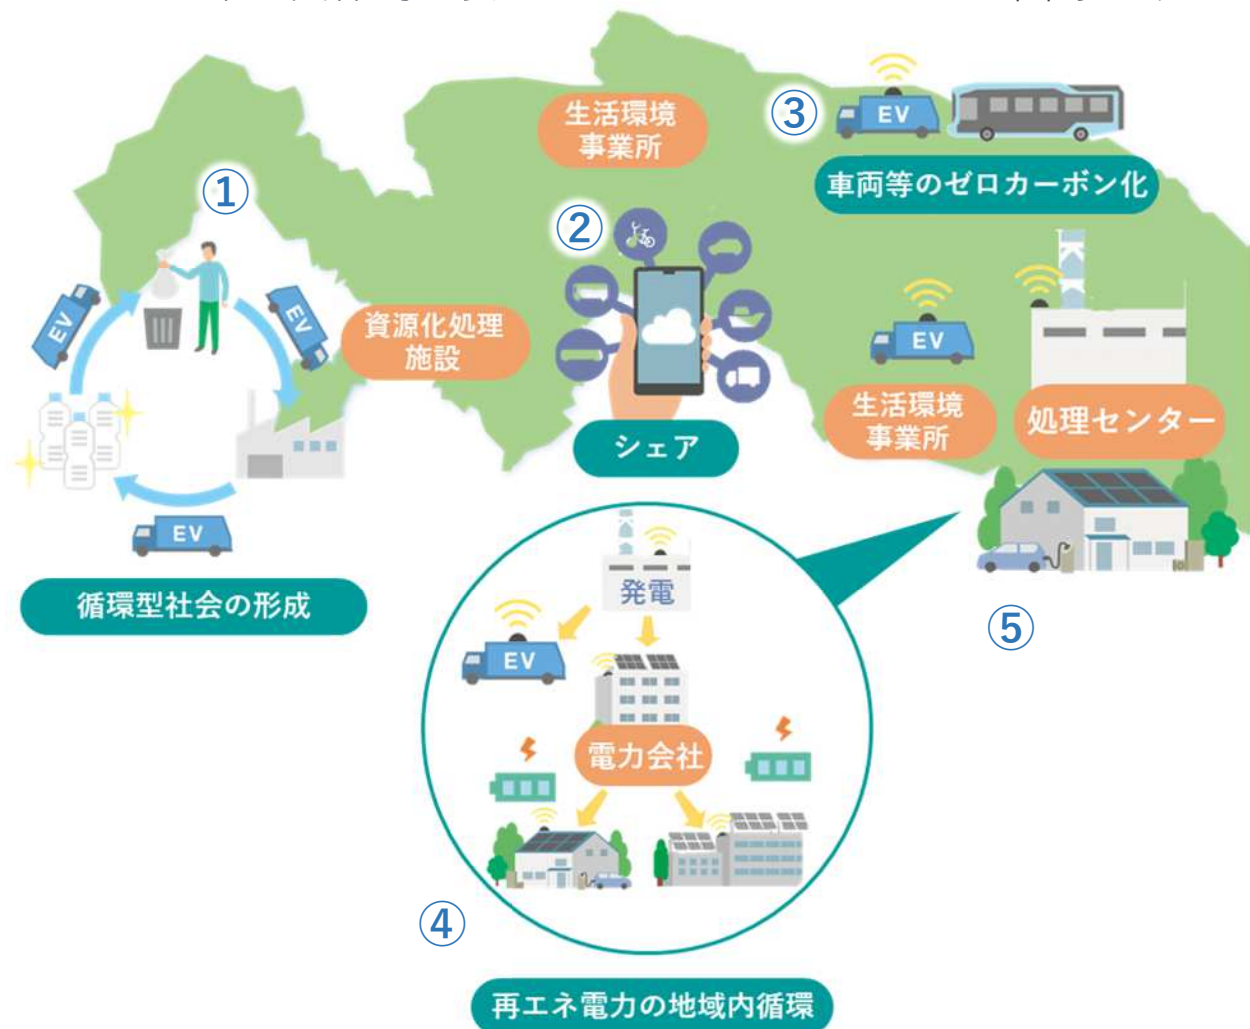 生活環境
事業所
③
EV
車両等のゼロカーボン化
①
②
EV
EV
資源化処理
施設
シェア
EV
生活環境
事業所
処理センター
EV
循環型社会の形成
発電
EV
電力会社
⑤
④
再エネ電力の地域内循環